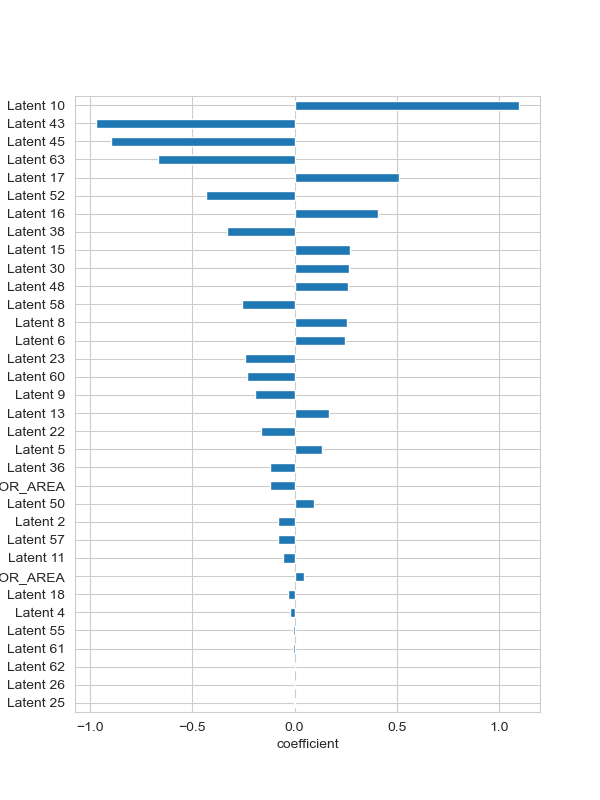 Latent 10
Latent 43
Latent 45
Latent 63
Latent 17
Latent 52
Latent 16
Latent 38
Latent 15
Latent 30
Latent 48
Latent 58
Latent 8
Latent 6
Latent 23
Latent 60
Latent 9
Latent 13
Latent 22
Latent 5
Latent 36
OR_AREA
Latent 50
Latent 2
Latent 57
Latent 11
OR_AREA
Latent 18
Latent 4
Latent 55
Latent 61
Latent 62
Latent 26
Latent 25
−1.0 −0.5 0.0 0.5 1.0
coefficient